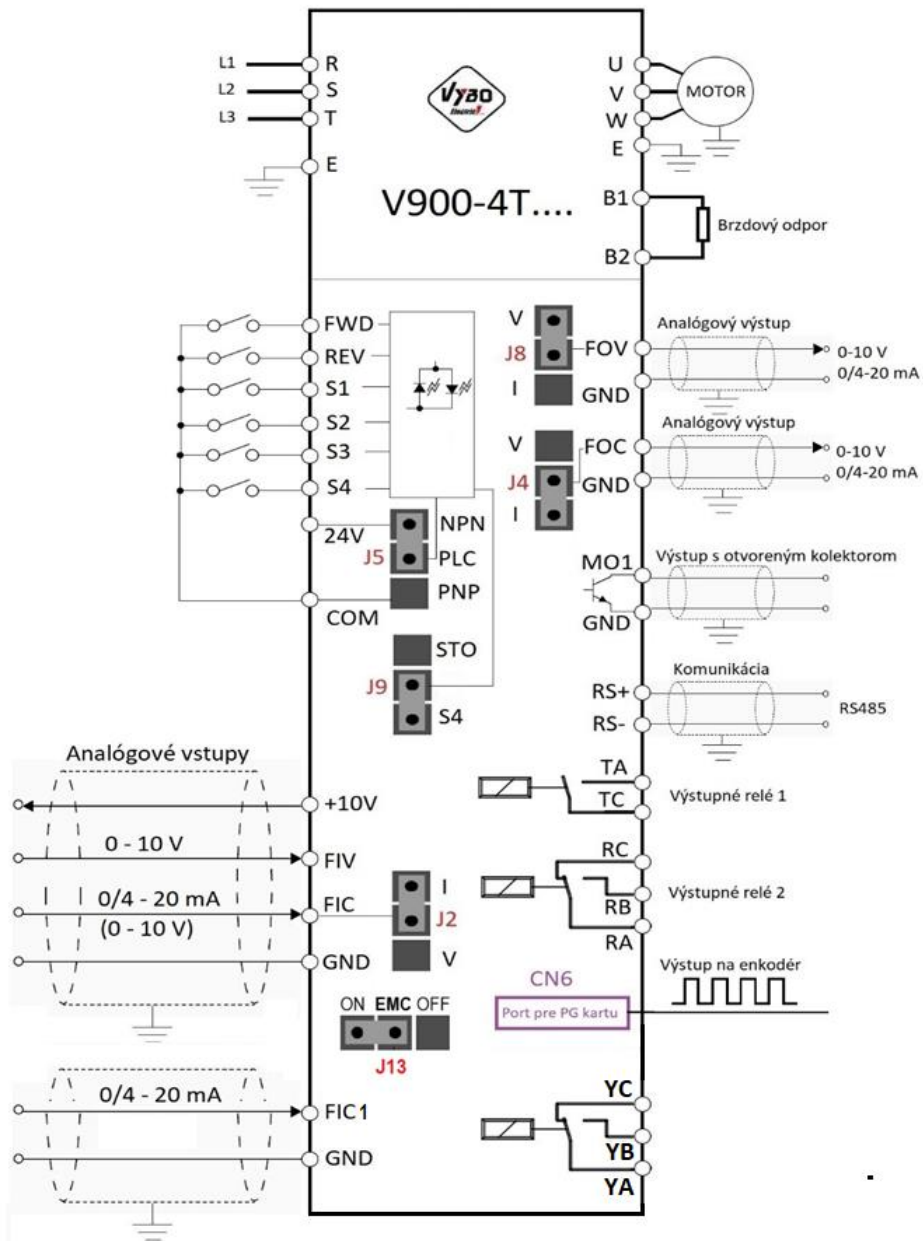 L1
R
L2
S
L3
T
E
VYBO
Electric
V900-4T....
U
V
W
E
MOTOR
B1
Brzdový odpor
B2
FWD
REV
S1
S2
S3
S4
24V
COM
NPN
J5
PLC
PNP
STO
J9
S4
V
J8
I
FOV
GND
Analógový výstup
0-10 V
0/4-20 mA
V
J4
I
FOC
GND
Analógový výstup
0-10 V
0/4-20 mA
MO1
Výstup s otvoreným kolektorom
GND
Komunikácia
RS+
RS-
RS485
TA
TC
Výstupné relé 1
RC
RB
Výstupné relé 2
RA
Analógové vstupy
+10V
0 - 10 V
FIV
0/4 - 20 mA
(0 - 10 V)
FIC
GND
I
J2
V
CN6
Port pre PG kartu
Výstup na enkodér
ON EMC OFF
J13
0/4 - 20 mA
FIC1
GND
YC
YB
YA